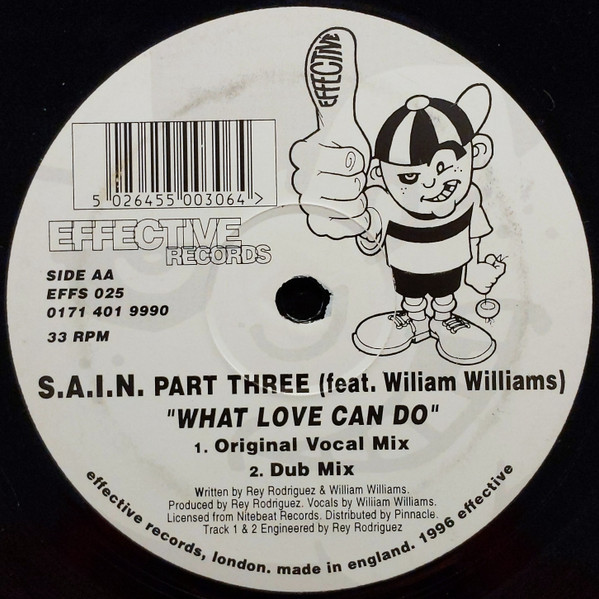 EFFECTIVE
5 026455 003064 >
EFFECTIVE
RECORDS
SIDE AA
EFFS 025
0171 401 9990
33 RPM
S.A.I.N. PART THREE (feat. Wiliam Williams)
"WHAT LOVE CAN DO"
1. Original Vocal Mix
2. Dub Mix
Written by Rey Rodriguez & William Williams.
Produced by Rey Rodriguez. Vocals by Wiliiam Williams.
Licensed from Nitebeat Records. Distributed by Pinnacle.
Track 1 & 2 Engineered by Rey Rodriguez
effective records, london. made in england. 1996 effective